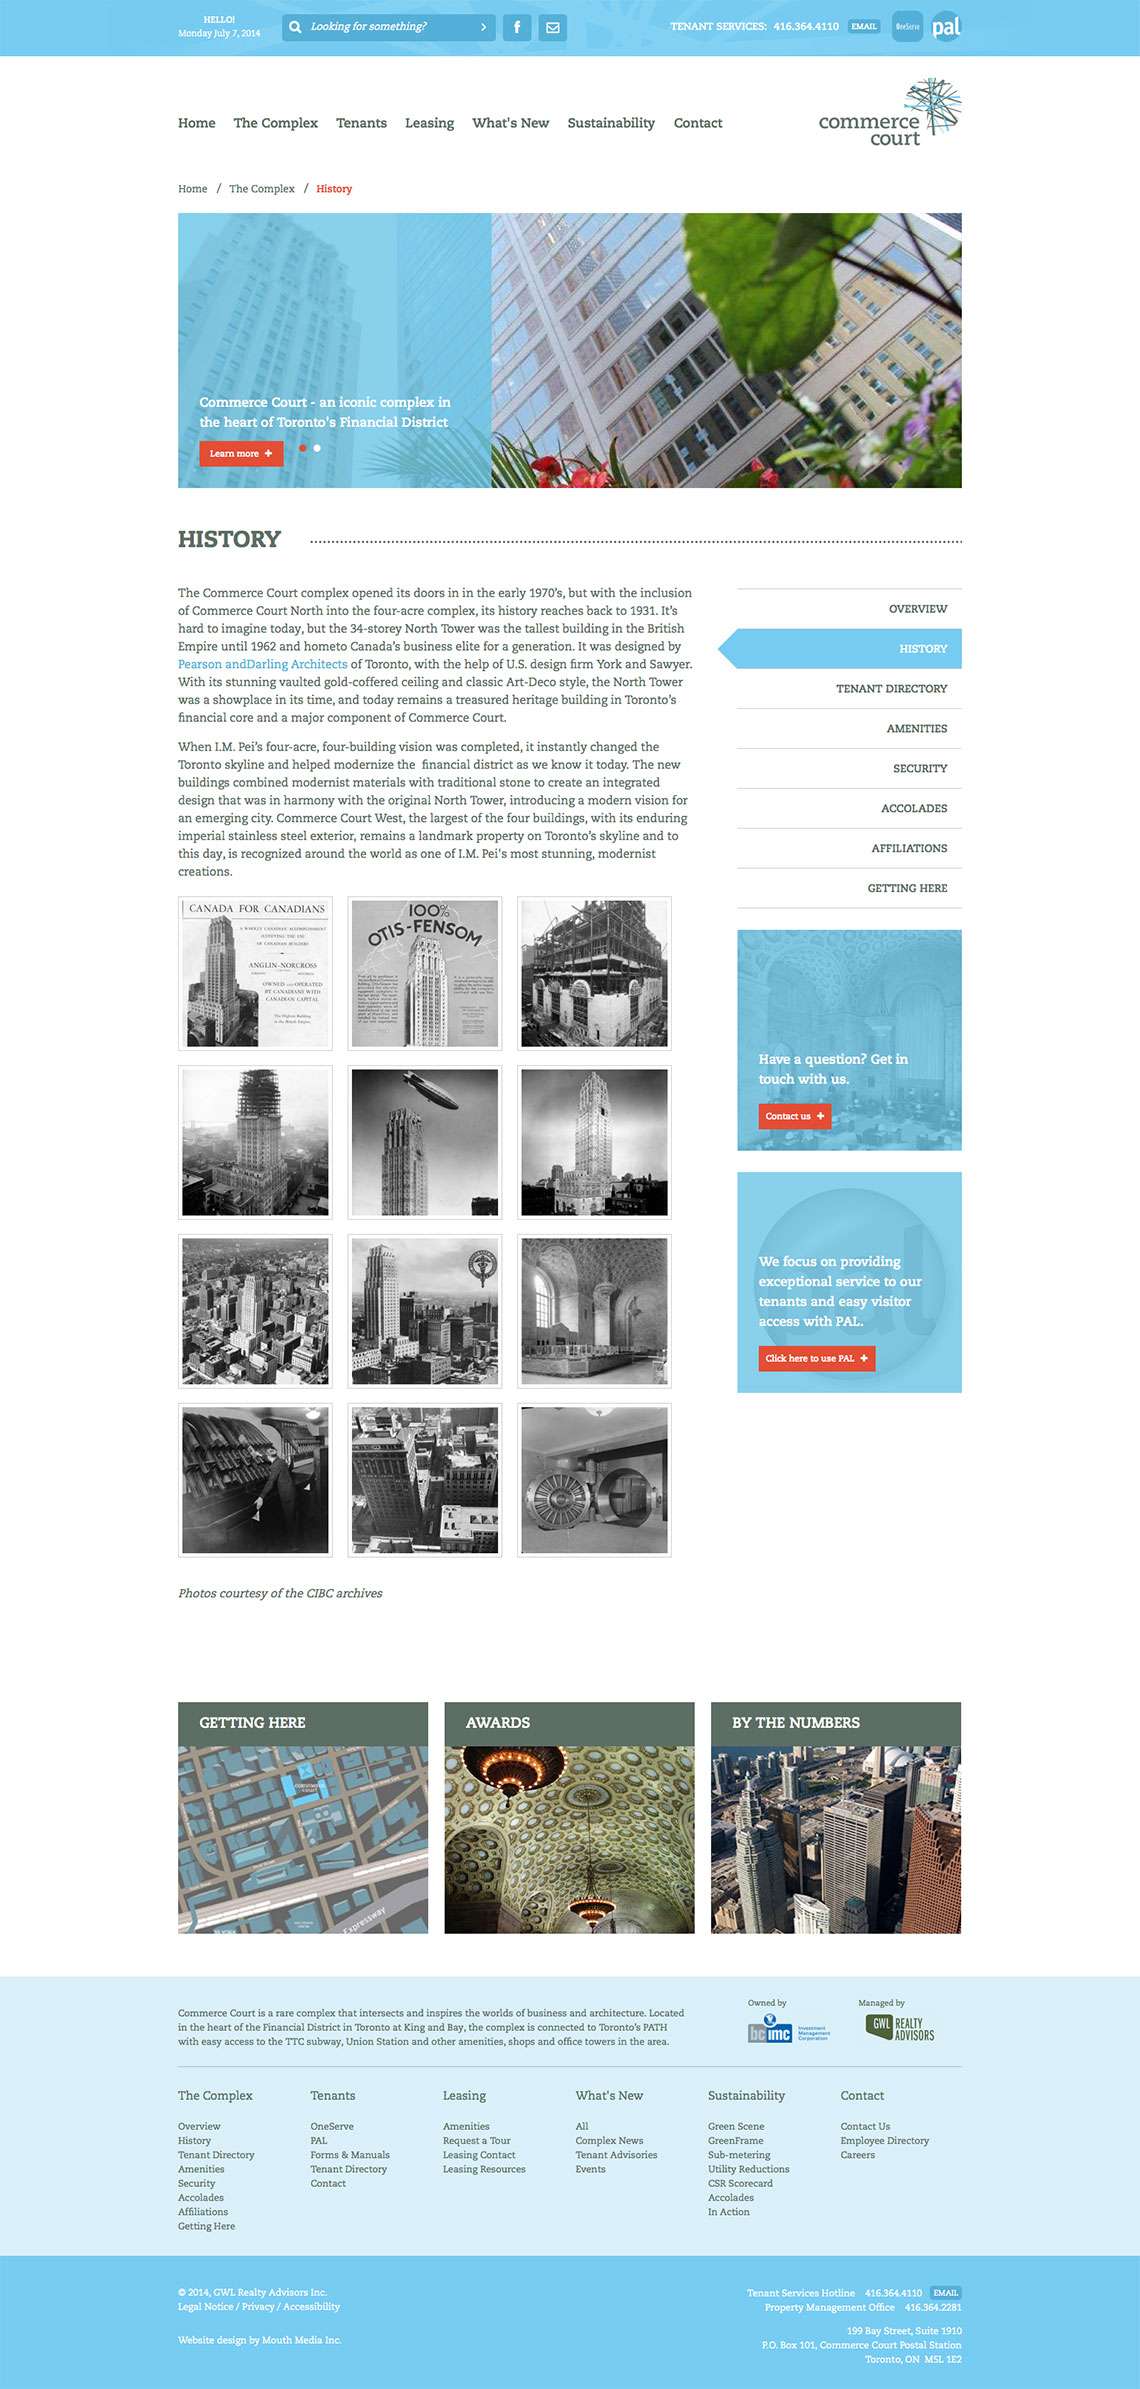 HELLO!
Monday July 7, 2014
Looking for something?
f
TENANT SERVICES: 416.364.4110 EMAIL
OneServe
pal
Home The Complex Tenants Leasing What's New Sustainability Contact
commerce
court
Home / The Complex / History
Commerce Court - an iconic complex in
the heart of Toronto's Financial District
Learn more +
HISTORY
The Commerce Court complex opened its doors in in the early 1970's, but with the inclusion
of Commerce Court North into the four-acre complex, its history reaches back to 1931. It's
hard to imagine today, but the 34-storey North Tower was the tallest building in the British
Empire until 1962 and hometo Canada's business elite for a generation. It was designed by
Pearson andDarling Architects of Toronto, with the help of U.S. design firm York and Sawyer.
With its stunning vaulted gold-coffered ceiling and classic Art-Deco style, the North Tower
was a showplace in its time, and today remains a treasured heritage building in Toronto's
financial core and a major component of Commerce Court.
When I.M. Pei's four-acre, four-building vision was completed, it instantly changed the
Toronto skyline and helped modernize the financial district as we know it today. The new
buildings combined modernist materials with traditional stone to create an integrated
design that was in harmony with the original North Tower, introducing a modern vision for
an emerging city. Commerce Court West, the largest of the four buildings, with its enduring
imperial stainless steel exterior, remains a landmark property on Toronto's skyline and to
this day, is recognized around the world as one of I.M. Pei's most stunning, modernist
creations.
OVERVIEW
HISTORY
TENANT DIRECTORY
AMENITIES
SECURITY
ACCOLADES
AFFILIATIONS
GETTING HERE
CANADA FOR CANADIANS
A WHOLLY CANADIAN ACCOMPLISHMENT
JUSTIFYING THE USE
OF CANADIAN BUILDERS
ANGLIN-NORCROSS
LIMITED
TORONTO MONTREAL
OWNED AND OPERATED
BY CANADIANS WITH
CANADIAN CAPITAL
The Highest Building
in the British Empire.
100%
OTIS-FENSOM
Have a question? Get in
touch with us.
Contact us +
We focus on providing
exceptional service to our
tenants and easy visitor
access with PAL.
Click here to use PAL +
pal
Photos courtesy of the CIBC archives
GETTING HERE
AWARDS
BY THE NUMBERS
commerce
court
Expressway
Commerce Court is a rare complex that intersects and inspires the worlds of business and architecture. Located
in the heart of the Financial District in Toronto at King and Bay, the complex is connected to Toronto's PATH
with easy access to the TTC subway, Union Station and other amenities, shops and office towers in the area.
Owned by
bcimc Investment
Management
Corporation
Managed by
GWL REALTY
ADVISORS
The Complex
Overview
History
Tenant Directory
Amenities
Security
Accolades
Affiliations
Getting Here
Tenants
OneServe
PAL
Forms & Manuals
Tenant Directory
Contact
Leasing
Amenities
Request a Tour
Leasing Contact
Leasing Resources
What's New
All
Complex News
Tenant Advisories
Events
Sustainability
Green Scene
GreenFrame
Sub-metering
Utility Reductions
CSR Scorecard
Accolades
In Action
Contact
Contact Us
Employee Directory
Careers
© 2014, GWL Realty Advisors Inc.
Legal Notice / Privacy / Accessibility
Website design by Mouth Media Inc.
Tenant Services Hotline 416.364.4110 EMAIL
Property Management Office 416.364.2281
199 Bay Street, Suite 1910
P.O. Box 101, Commerce Court Postal Station
Toronto, ON M5L 1E2